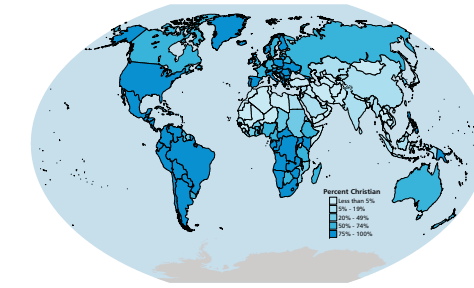 Percent Christian
Less than 5%
5% - 19%
20% - 49%
50% - 74%
75% - 100%